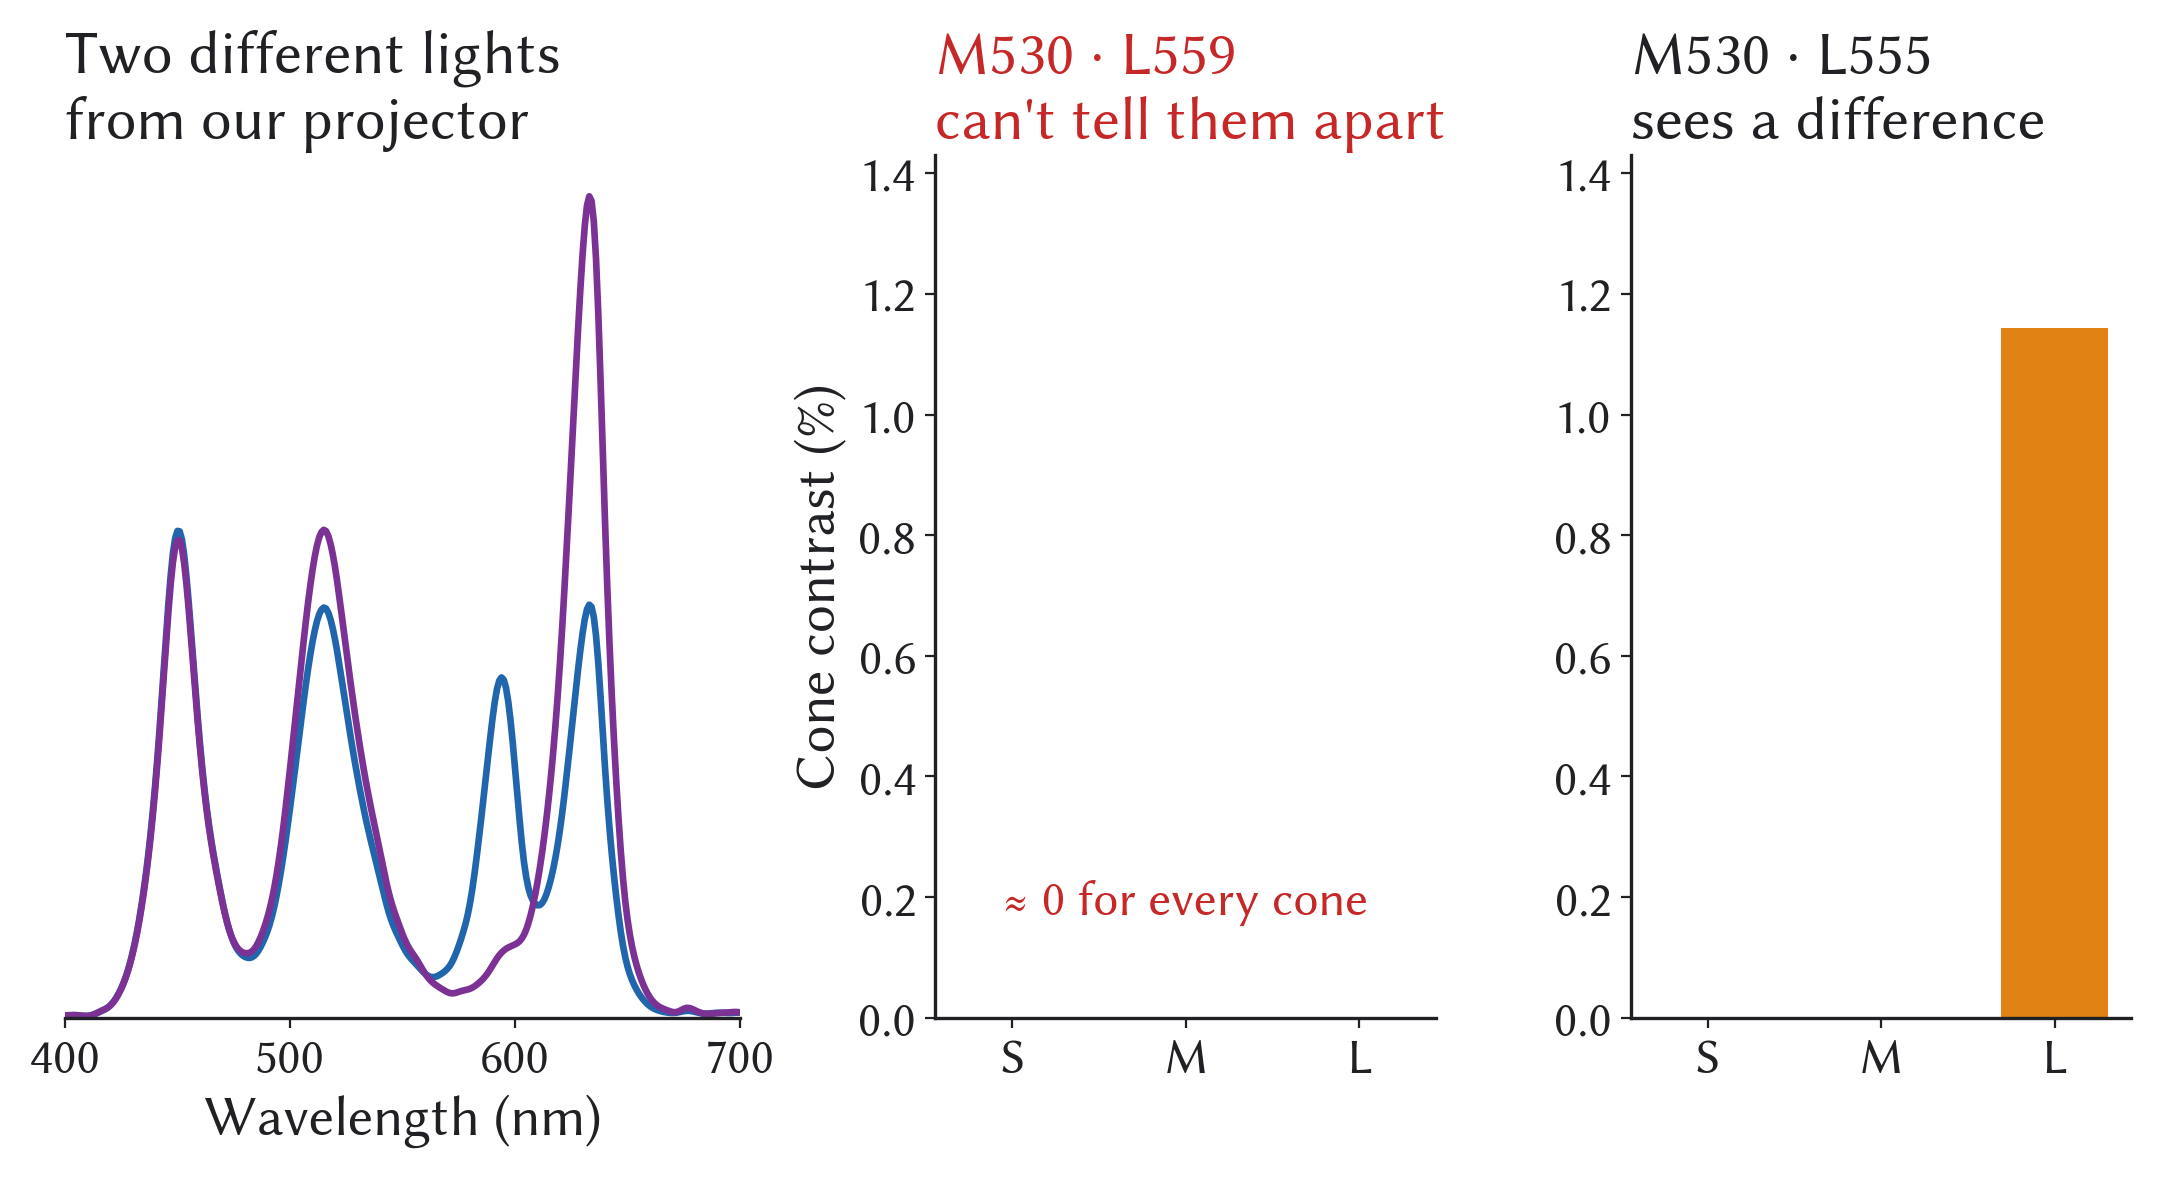 Two different lights
from our projector
400
500
600
700
Wavelength (nm)
M530 · L559
can't tell them apart
Cone contrast (%)
1.4
1.2
1.0
0.8
0.6
0.4
0.2
0.0
≈ 0 for every cone
S
M
L
M530 · L555
sees a difference
1.4
1.2
1.0
0.8
0.6
0.4
0.2
0.0
S
M
L